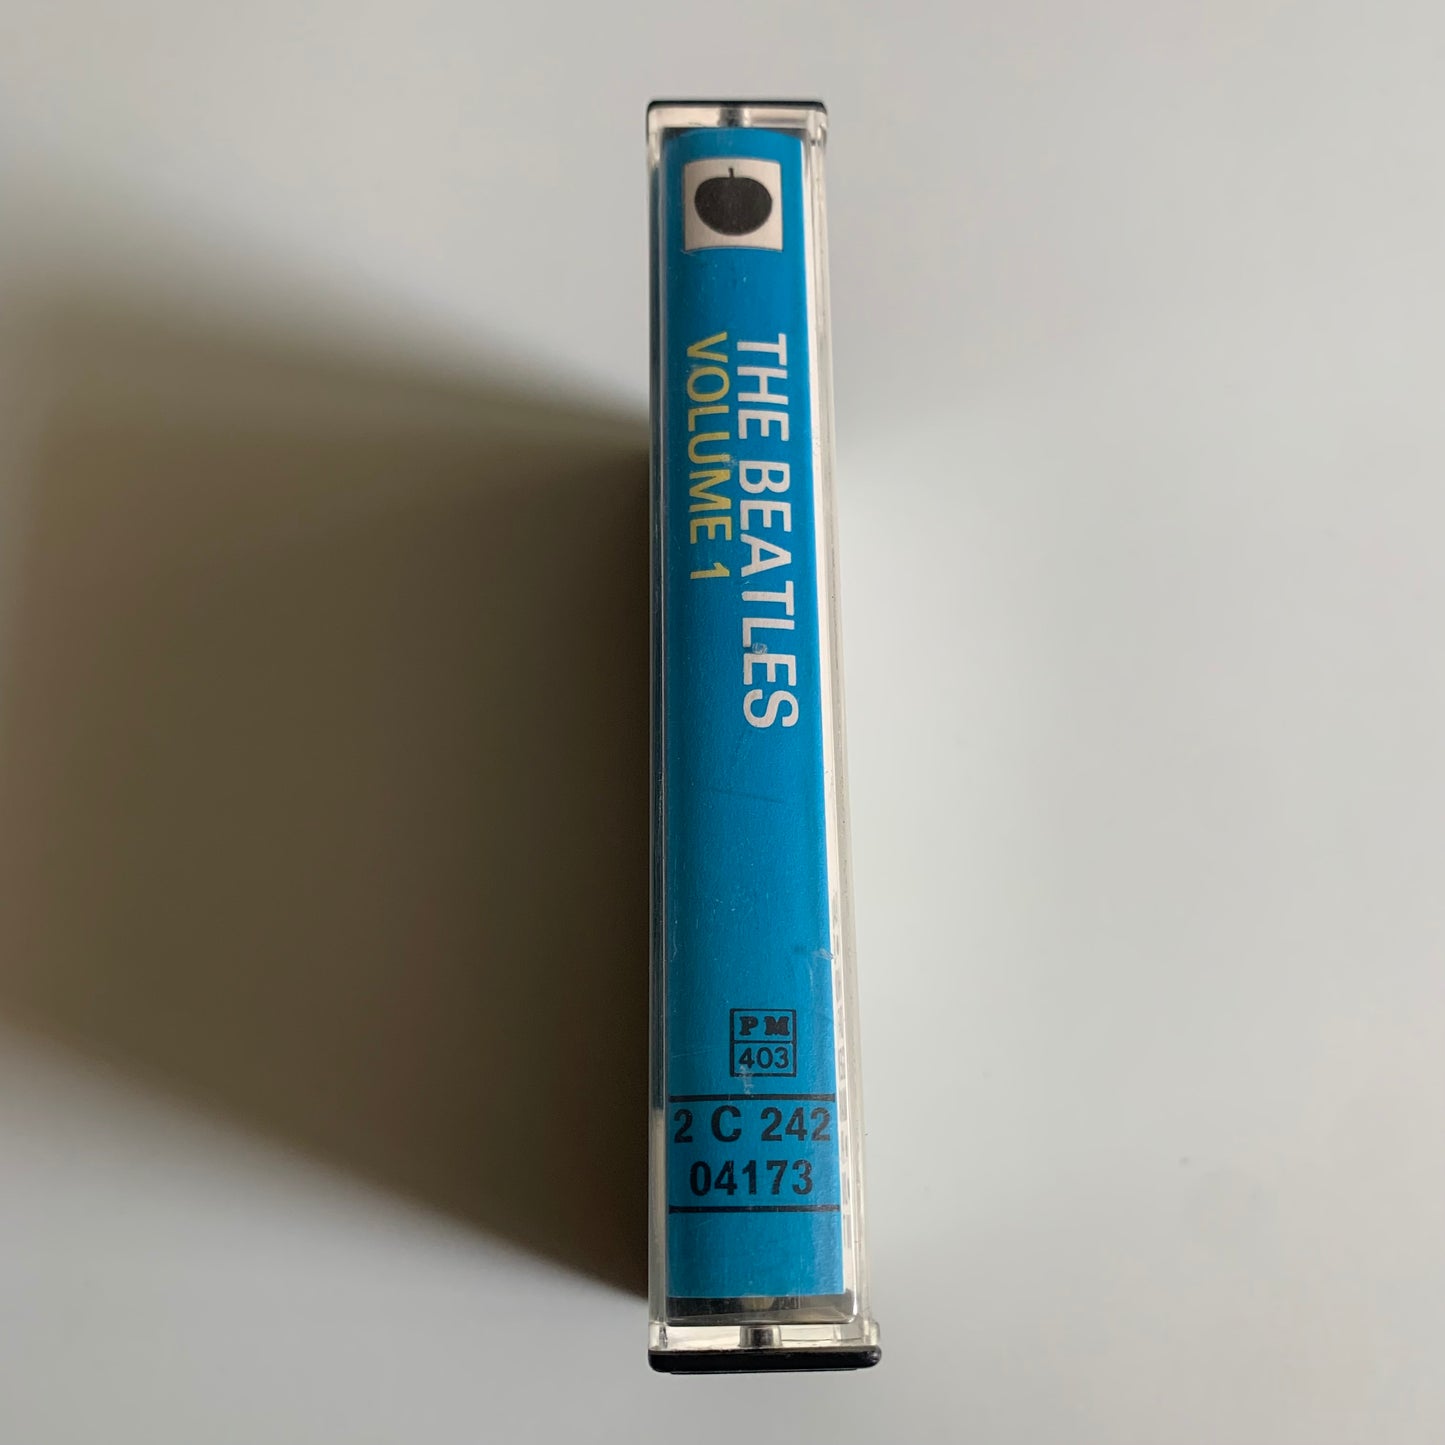 THE BEATLES
VOLUME 1
PM
403
2 C 242
04173